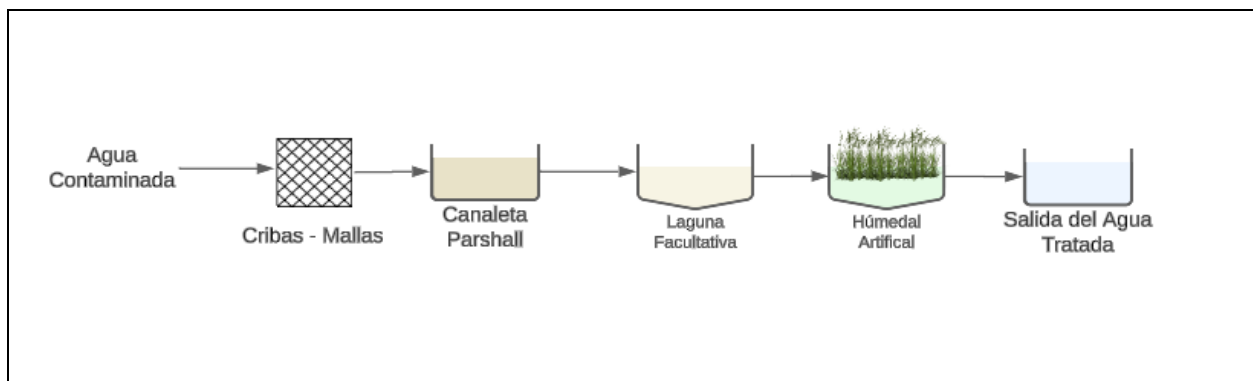 Agua
Contaminada
Cribas - Mallas
Canaleta
Parshall
Laguna
Facultativa
Húmedal
Artifical
Salida del Agua
Tratada